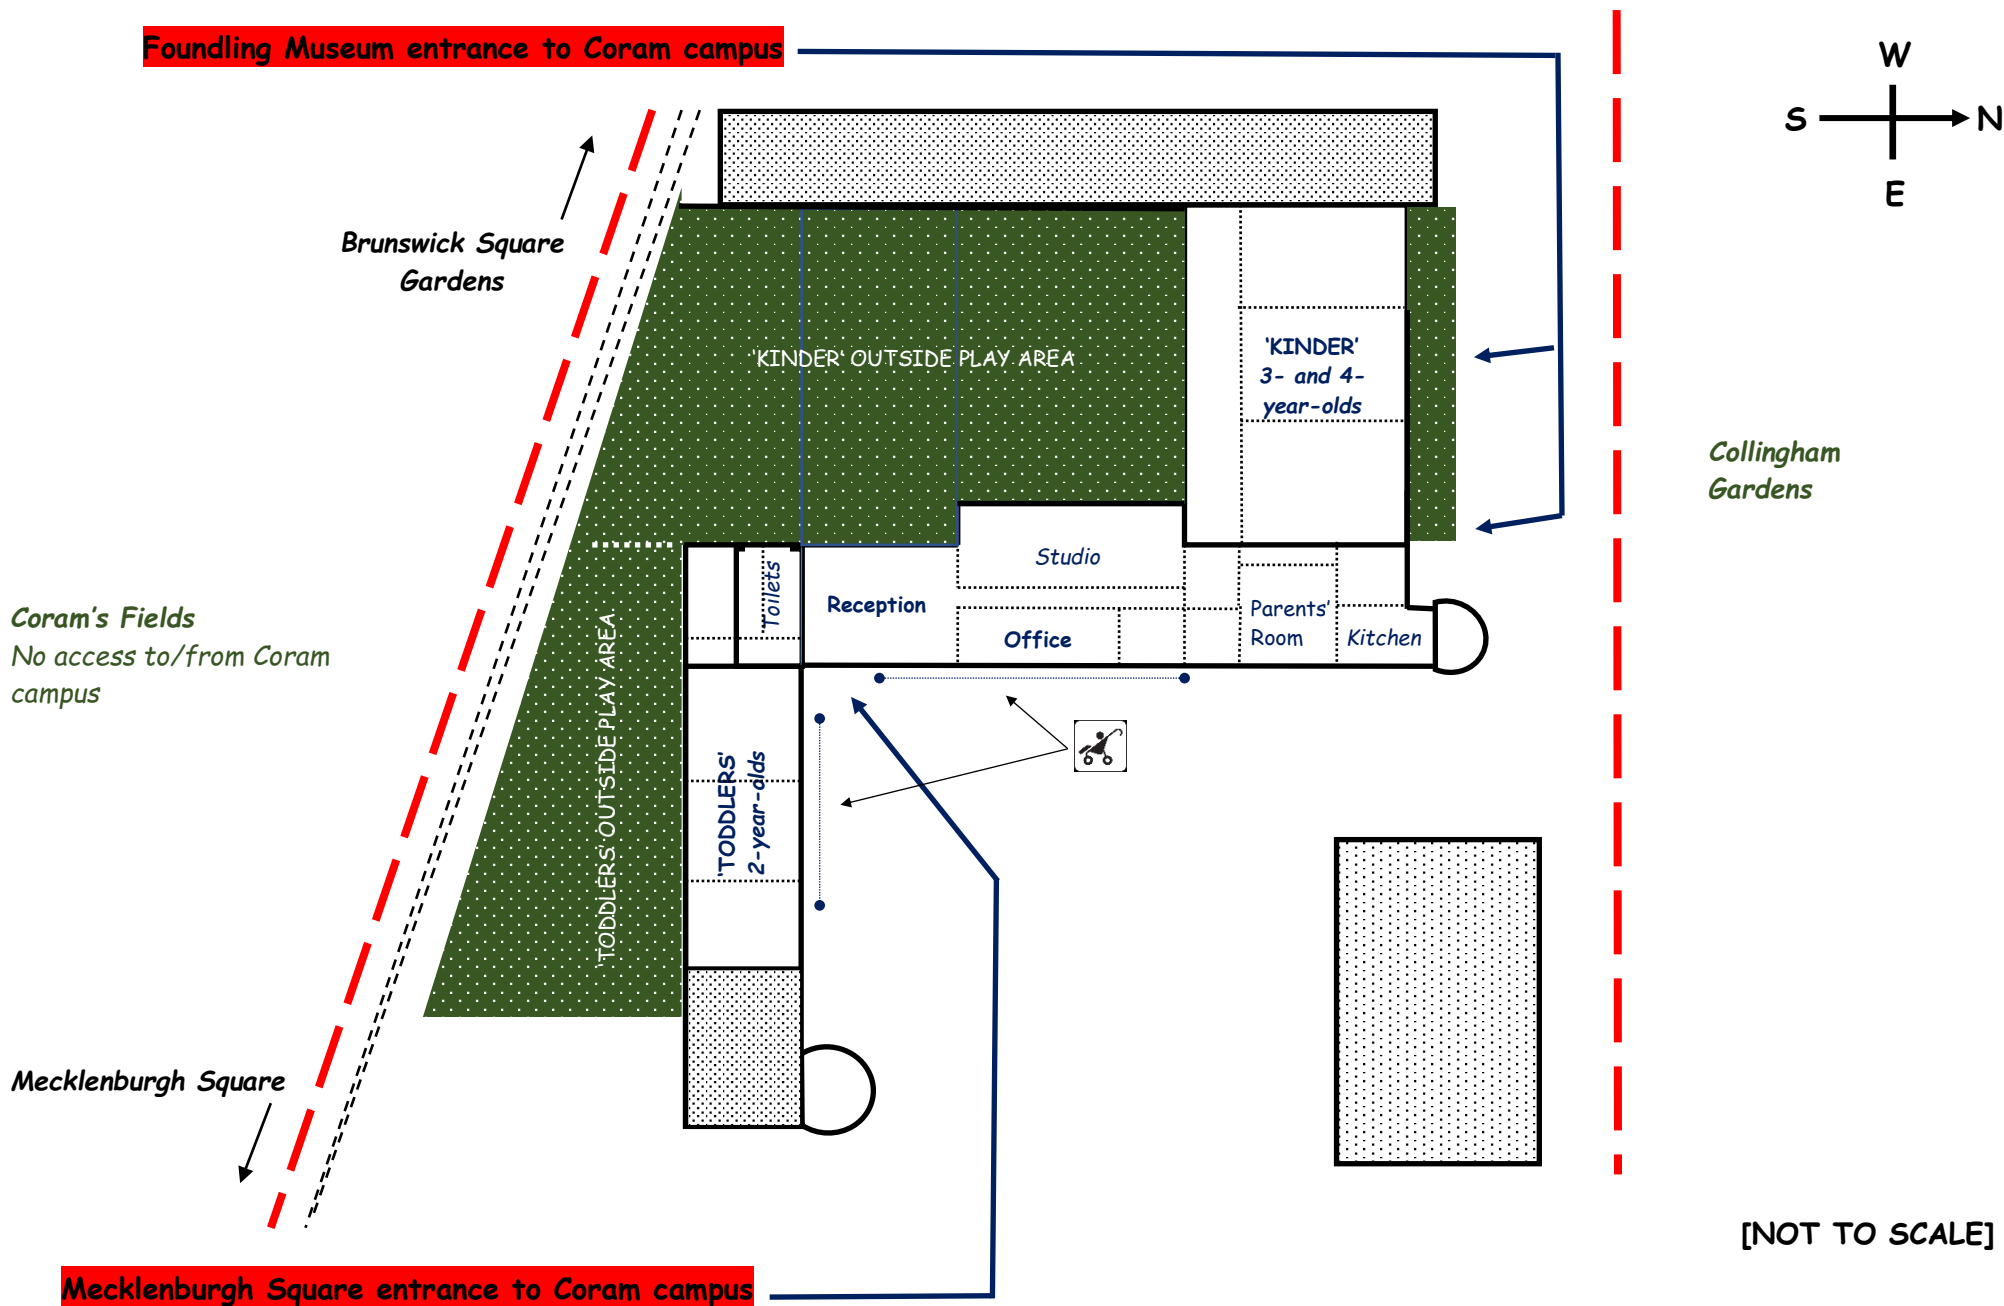 Foundling Museum entrance to Coram campus
W
S
N
E
Brunswick Square
Gardens
'KINDER' OUTSIDE PLAY AREA
'KINDER'
3- and 4-
year-olds
Collingham
Gardens
Studio
Toilets
Reception
Office
Parents'
Room
Kitchen
Coram's Fields
No access to/from Coram
campus
'TODDLERS' OUTSIDE PLAY AREA
'TODDLERS'
2-year-olds
Mecklenburgh Square
[NOT TO SCALE]
Mecklenburgh Square entrance to Coram campus